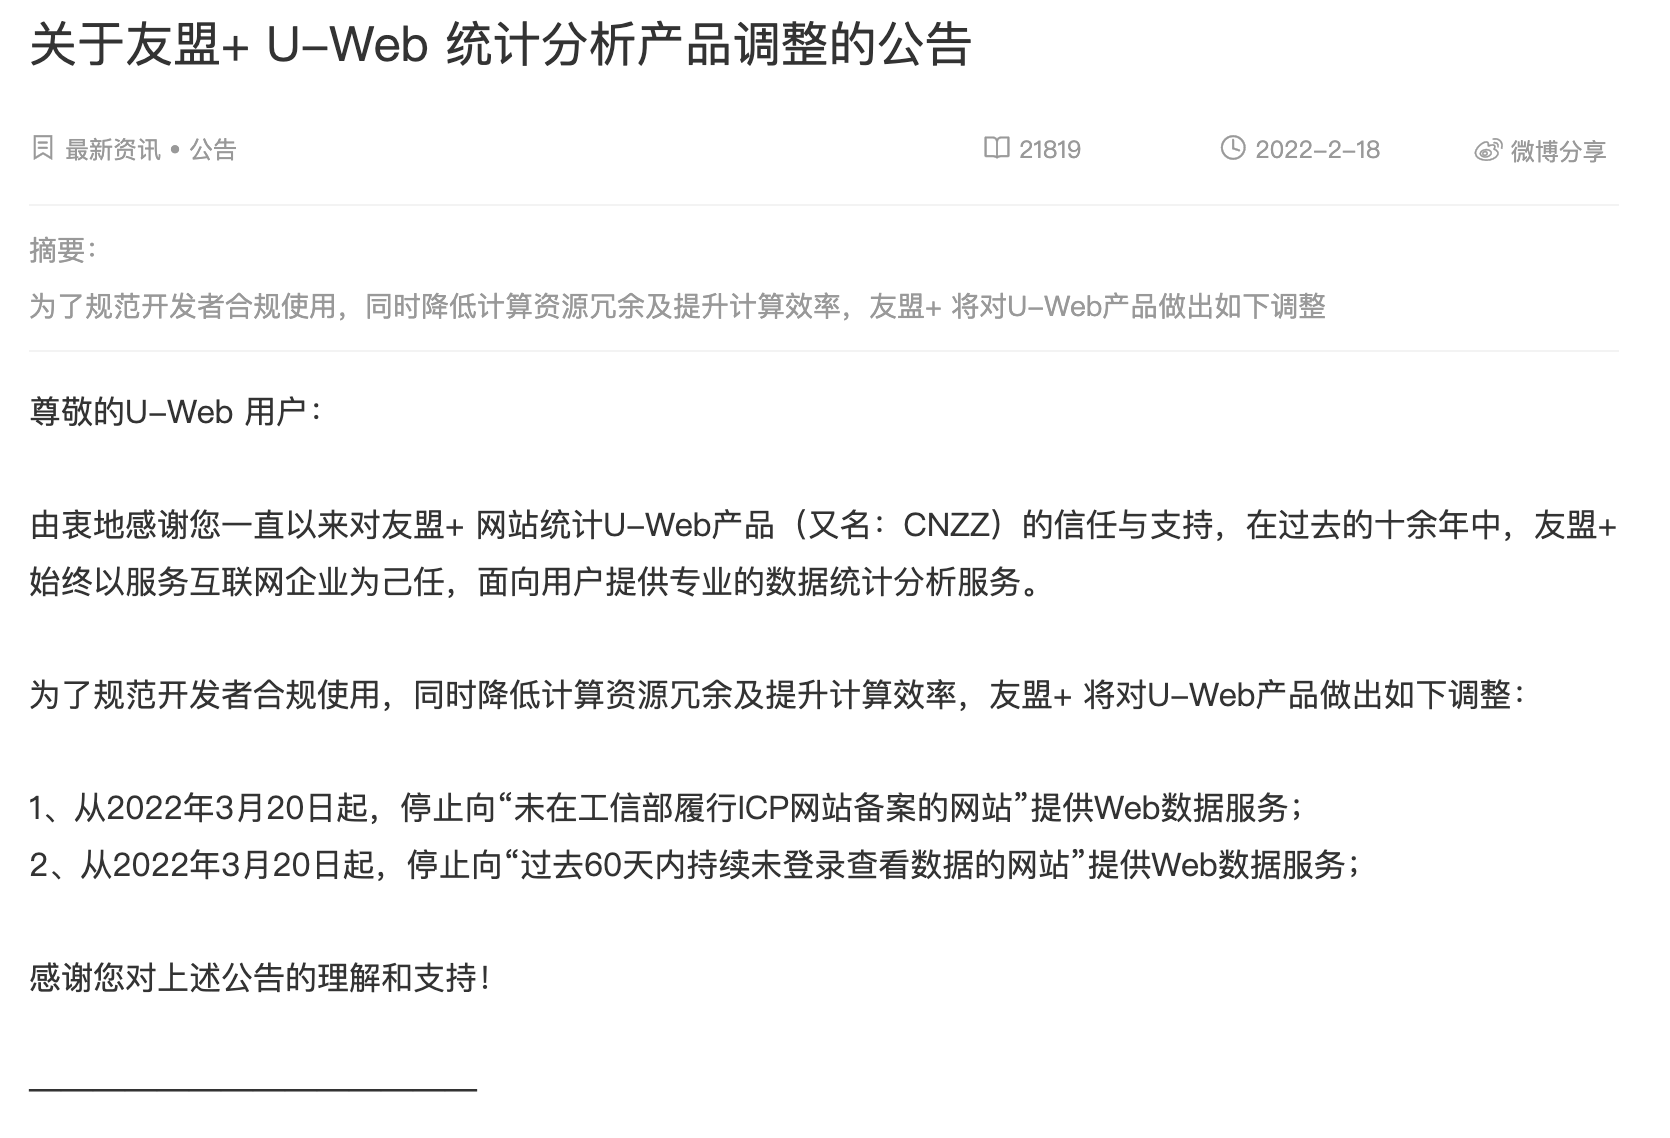 关于友盟+ U-Web 统计分析产品调整的公告
最新资讯 • 公告 21819 2022-2-18 微博分享
摘要：
为了规范开发者合规使用，同时降低计算资源冗余及提升计算效率，友盟+ 将对U-Web产品做出如下调整
尊敬的U-Web 用户：
由衷地感谢您一直以来对友盟+ 网站统计U-Web产品（又名：CNZZ）的信任与支持，在过去的十余年中，友盟+
始终以服务互联网企业为己任，面向用户提供专业的数据统计分析服务。
为了规范开发者合规使用，同时降低计算资源冗余及提升计算效率，友盟+ 将对U-Web产品做出如下调整：
1、从2022年3月20日起，停止向“未在工信部履行ICP网站备案的网站”提供Web数据服务；
2、从2022年3月20日起，停止向“过去60天内持续未登录查看数据的网站”提供Web数据服务；
感谢您对上述公告的理解和支持！